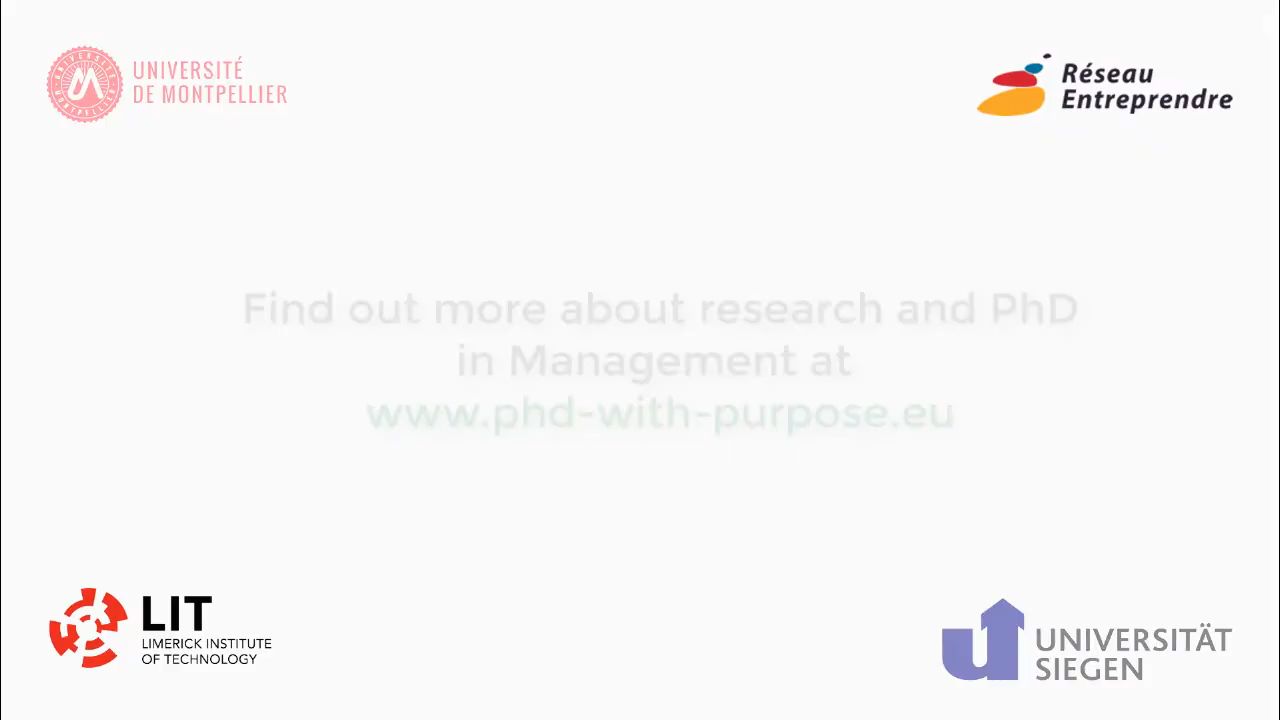 UNIVERSITÉ
DE MONTPELLIER
Réseau
Entreprendre
Find out more about research and PhD
in Management at
www.phd-with-purpose.eu
LIT
LIMERICK INSTITUTE
OF TECHNOLOGY
UNIVERSITÄT
SIEGEN